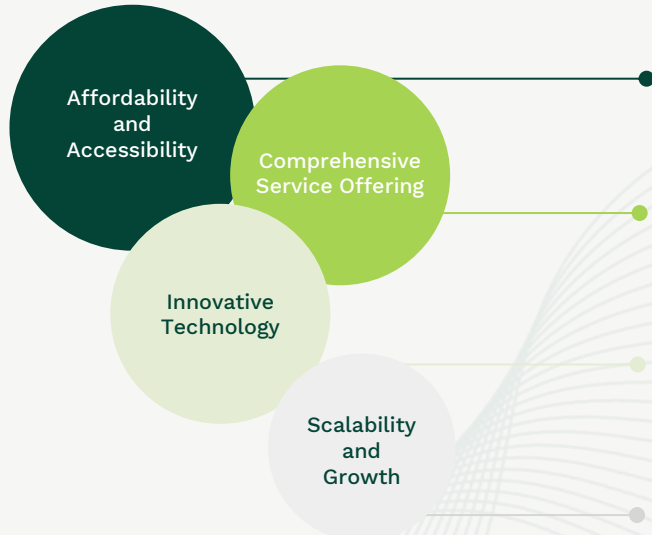 Affordability
and
Accessibility
Comprehensive
Service Offering
Innovative
Technology
Scalability
and
Growth